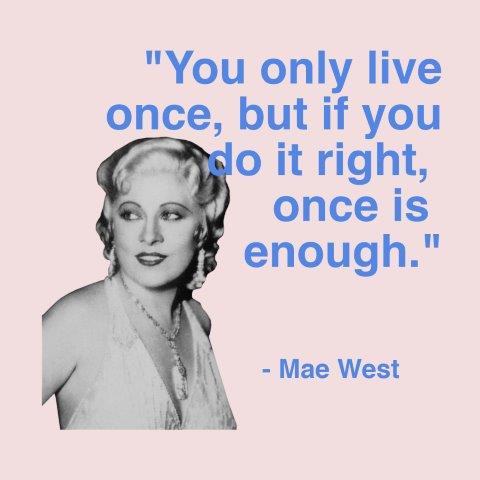 "You only live
once, but if you
do it right,
once is
enough."
- Mae West